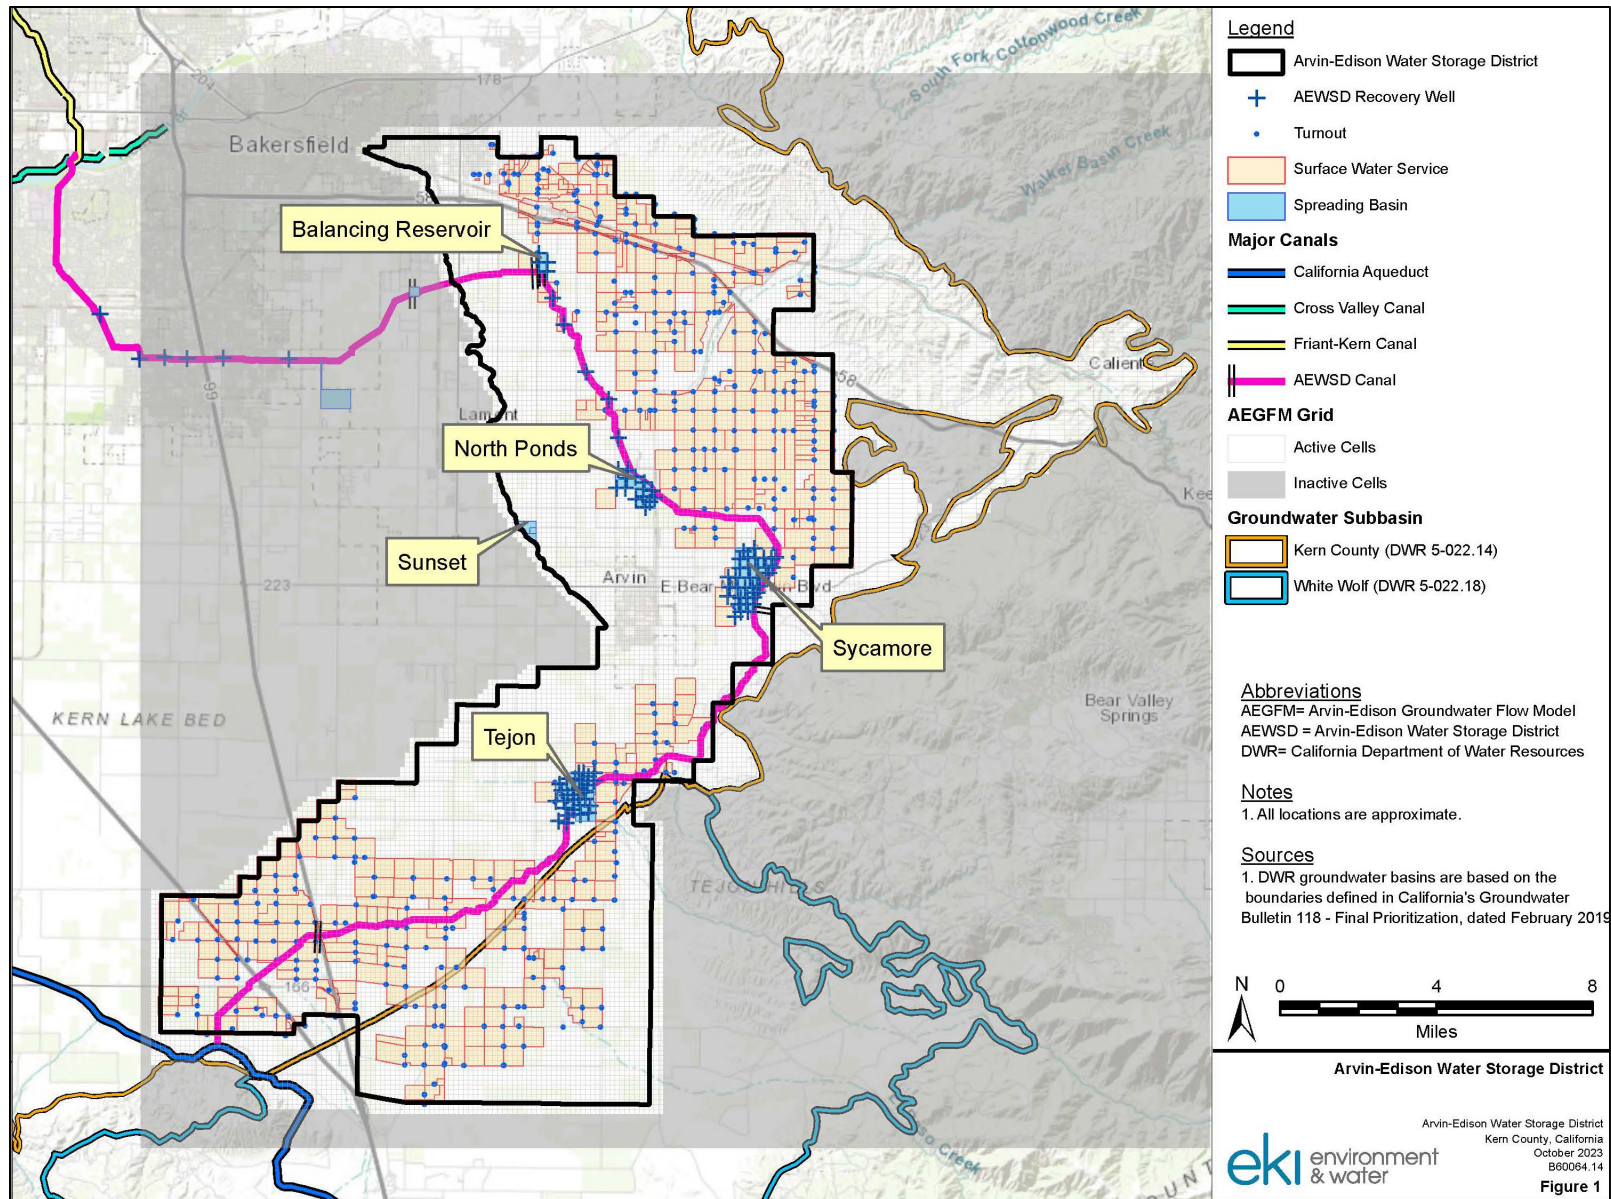 South Fork Cottonwood Creek
204
178
Bakersfield
Walker Basin Creek
58
Balancing Reservoir
Caliente
58
99
Lamont
North Ponds
Sunset
Arvin
223
Sycamore
Bear Valley
Springs
KERN LAKE BED
Tejon
TEJON HILLS
166
Creek
Legend
Arvin-Edison Water Storage District
AEWSD Recovery Well
Turnout
Surface Water Service
Spreading Basin
Major Canals
California Aqueduct
Cross Valley Canal
Friant-Kern Canal
AEWSD Canal
AEGFM Grid
Active Cells
Inactive Cells
Groundwater Subbasin
Kern County (DWR 5-022.14)
White Wolf (DWR 5-022.18)
Abbreviations
AEGFM= Arvin-Edison Groundwater Flow Model
AEWSD = Arvin-Edison Water Storage District
DWR= California Department of Water Resources
Notes
1. All locations are approximate.
Sources
1. DWR groundwater basins are based on the
boundaries defined in California's Groundwater
Bulletin 118 - Final Prioritization, dated February 2019
N
0 4 8
Miles
Arvin-Edison Water Storage District
Arvin-Edison Water Storage District
Kern County, California
October 2023
B60064.14
Figure 1
eki environment
& water